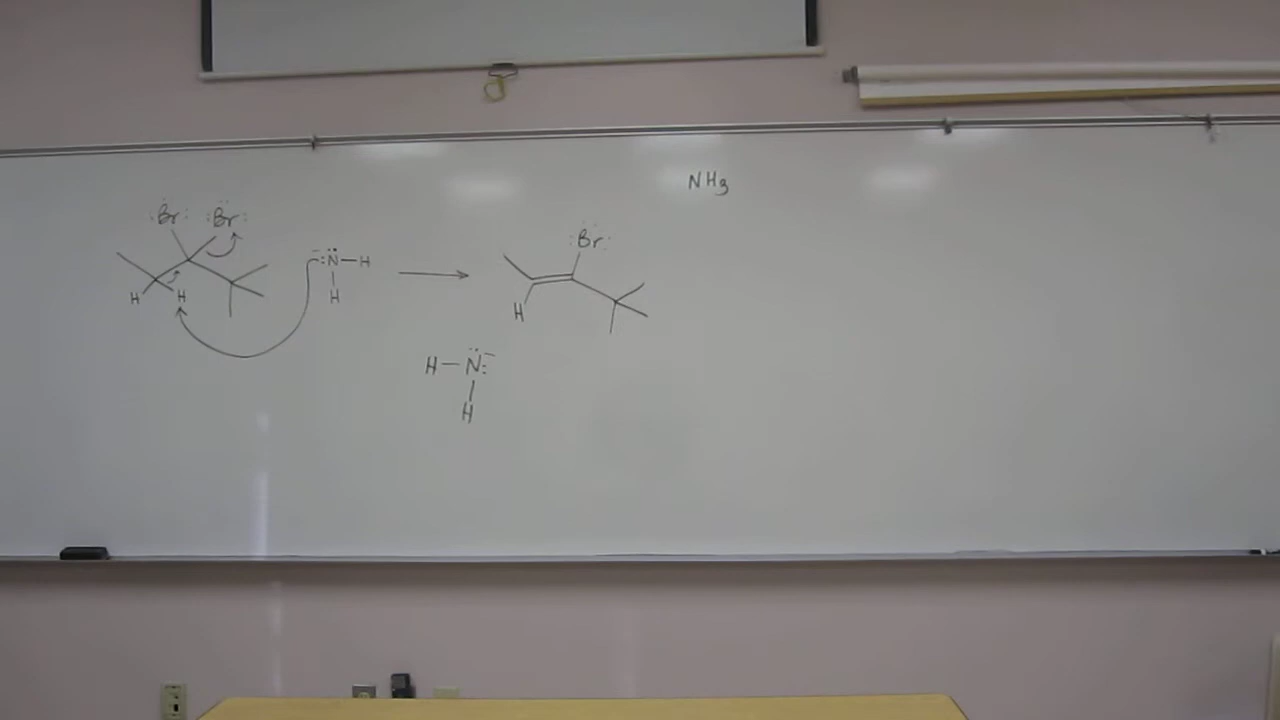 NH3
:Br: :Br:
:Br:
:N̈—H
H H
H
H
H—N̈:
H